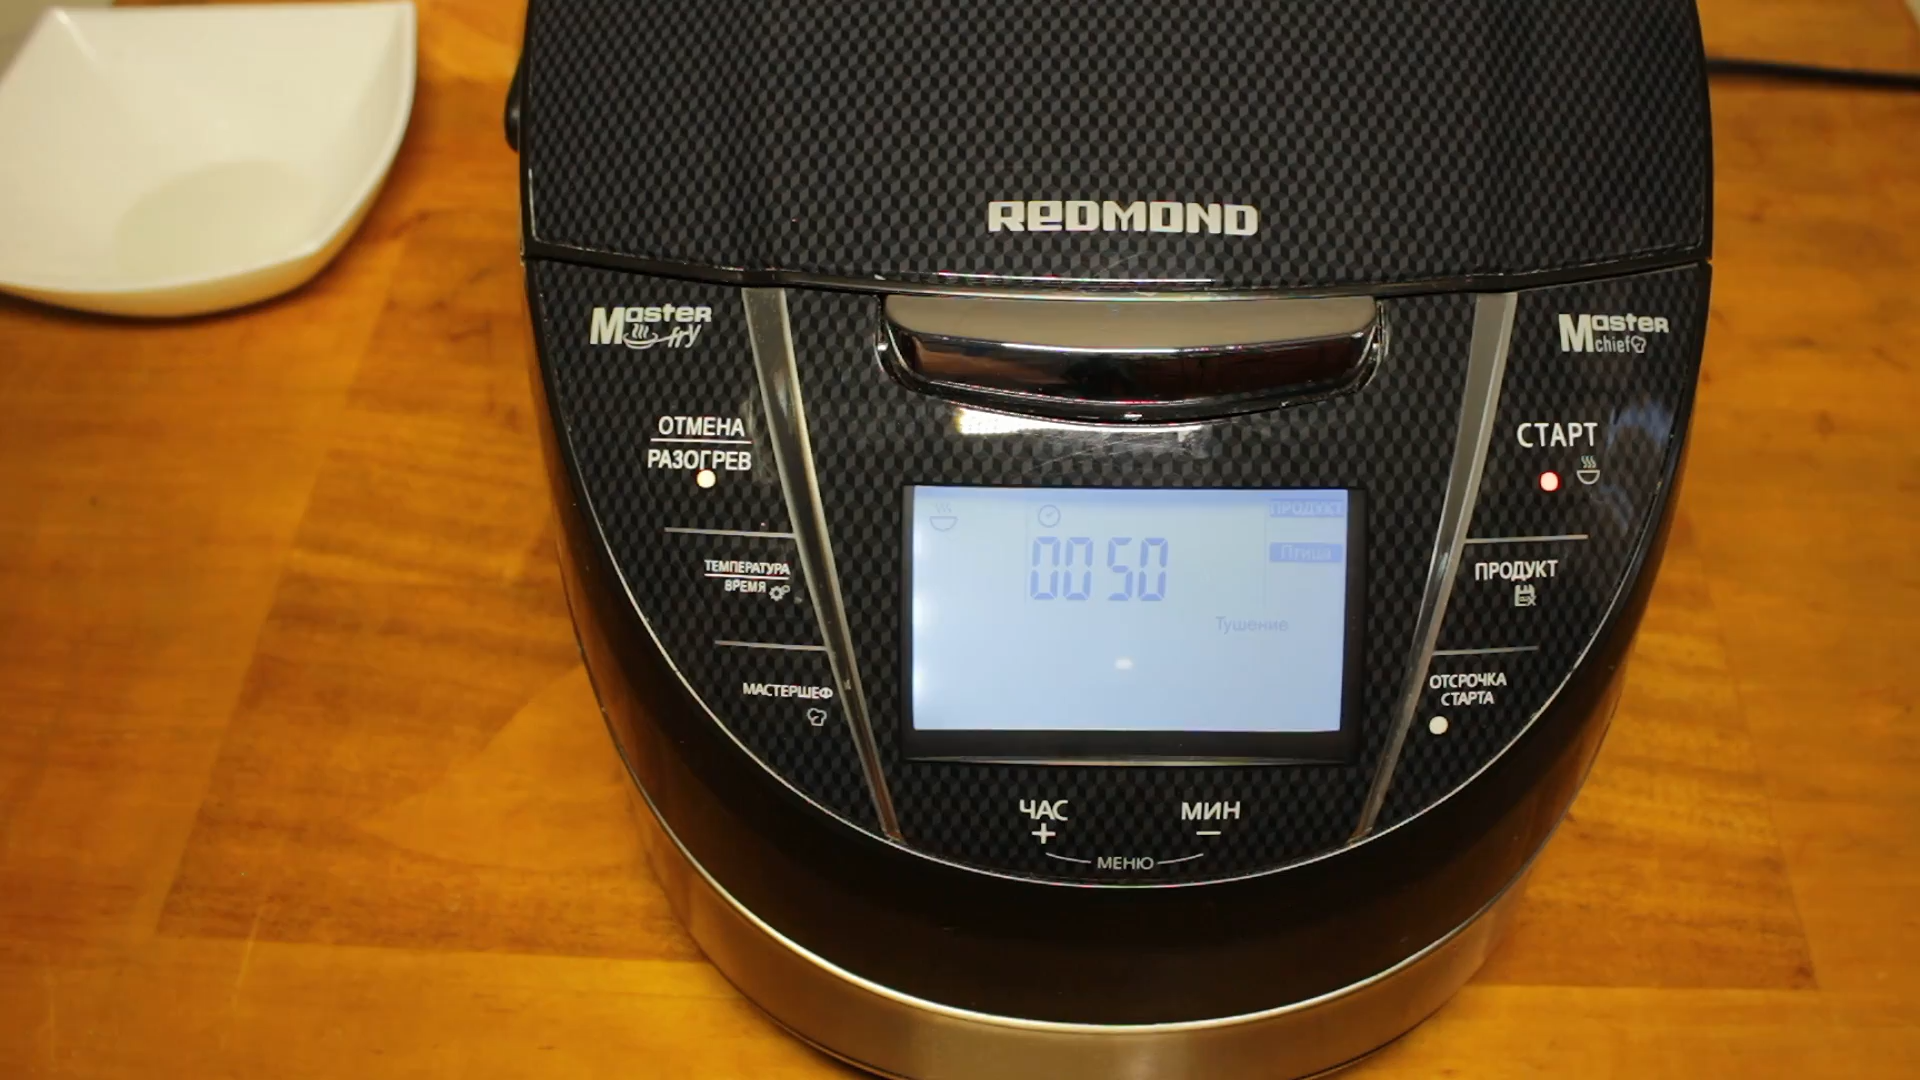 REDMOND
Master
fry
Master
chief
ОТМЕНА
РАЗОГРЕВ
СТАРТ
ПРОДУКТ
00 50
Птица
Тушение
ТЕМПЕРАТУРА
ВРЕМЯ
ПРОДУКТ
МАСТЕРШЕФ
ОТСРОЧКА
СТАРТА
ЧАС
+
МИН
−
МЕНЮ